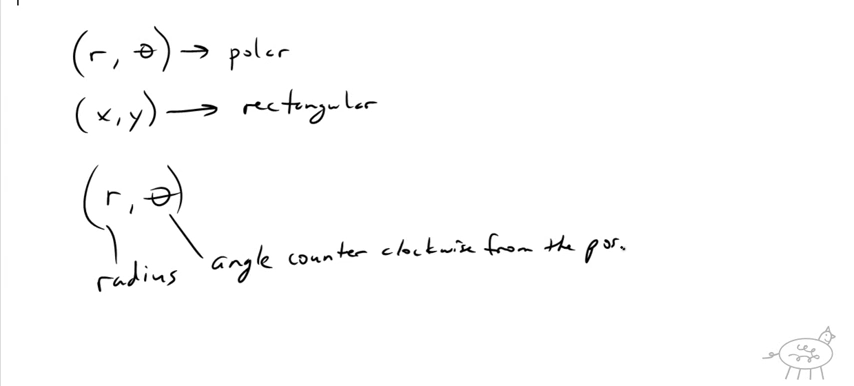 (r, θ) → polar
(x, y) → rectangular
(r, θ)
radius
angle counter clockwise from the pos.